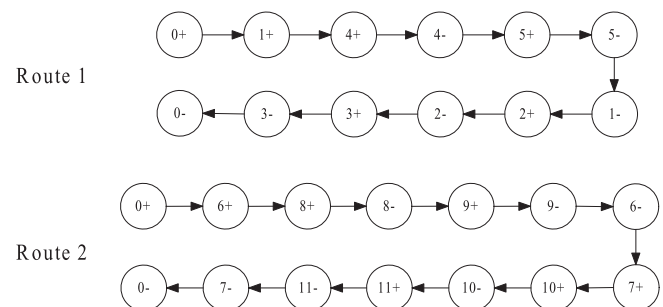 0+ 1+ 4+ 4- 5+ 5-
Route 1
0- 3- 3+ 2- 2+ 1-
0+ 6+ 8+ 8- 9+ 9- 6-
Route 2
0- 7- 11- 11+ 10- 10+ 7+